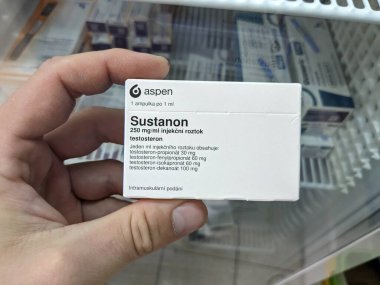 aspen
1 ampulka po 1 ml
Sustanon
250 mg/ml injekční roztok
testosteron
Jeden ml injekčního roztoku obsahuje:
testosteron-propionát 30 mg
testosteron-fenylpropionát 60 mg
testosteron-isokapronát 60 mg
testosteron-dekanoát 100 mg
Intramuskulární podání